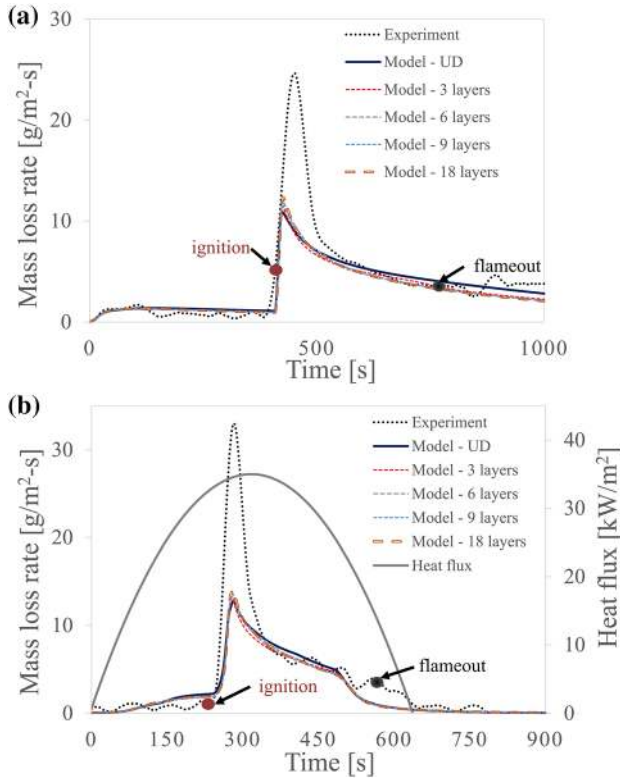 (a)
30
20
10
0
Mass loss rate [g/m²-s]
Experiment
Model - UD
Model - 3 layers
Model - 6 layers
Model - 9 layers
Model - 18 layers
ignition
flameout
0
500
1000
Time [s]
(b)
30
20
10
0
Mass loss rate [g/m²-s]
Experiment
Model - UD
Model - 3 layers
Model - 6 layers
Model - 9 layers
Model - 18 layers
Heat flux
40
30
20
10
0
Heat flux [kW/m²]
flameout
ignition
0
150
300
450
600
750
900
Time [s]